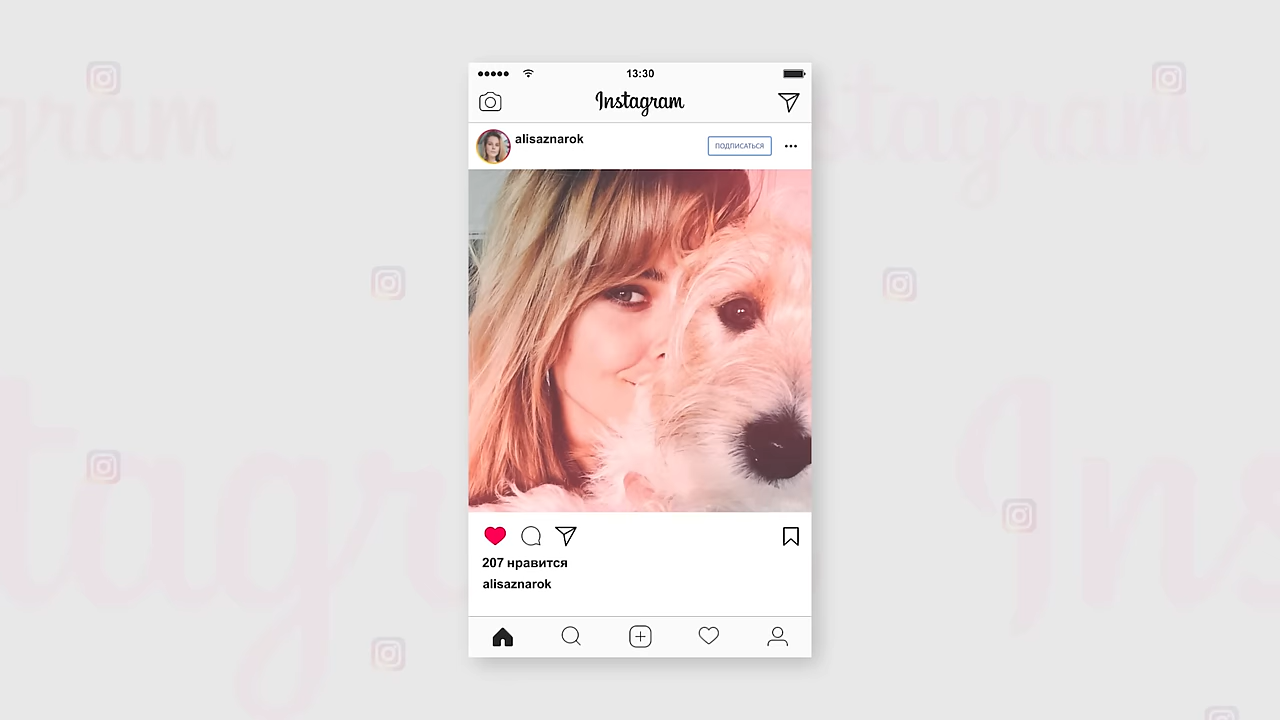 13:30
Instagram
alisaznarok
ПОДПИСАТЬСЯ
207 нравится
alisaznarok